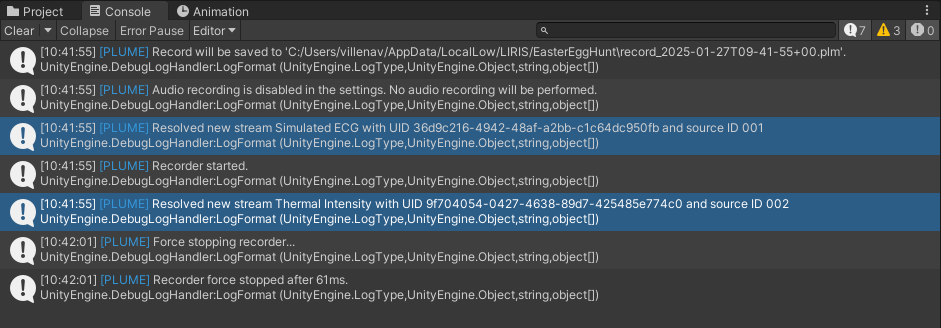 Project Console Animation
Clear Collapse Error Pause Editor 7 3 0
[10:41:55] [PLUME] Record will be saved to 'C:/Users/villenav/AppData/LocalLow/LIRIS/EasterEggHunt\record_2025-01-27T09-41-55+00.plm'.
UnityEngine.DebugLogHandler:LogFormat (UnityEngine.LogType,UnityEngine.Object,string,object[])
[10:41:55] [PLUME] Audio recording is disabled in the settings. No audio recording will be performed.
UnityEngine.DebugLogHandler:LogFormat (UnityEngine.LogType,UnityEngine.Object,string,object[])
[10:41:55] [PLUME] Resolved new stream Simulated ECG with UID 36d9c216-4942-48af-a2bb-c1c64dc950fb and source ID 001
UnityEngine.DebugLogHandler:LogFormat (UnityEngine.LogType,UnityEngine.Object,string,object[])
[10:41:55] [PLUME] Recorder started.
UnityEngine.DebugLogHandler:LogFormat (UnityEngine.LogType,UnityEngine.Object,string,object[])
[10:41:55] [PLUME] Resolved new stream Thermal Intensity with UID 9f704054-0427-4638-89d7-425485e774c0 and source ID 002
UnityEngine.DebugLogHandler:LogFormat (UnityEngine.LogType,UnityEngine.Object,string,object[])
[10:42:01] [PLUME] Force stopping recorder...
UnityEngine.DebugLogHandler:LogFormat (UnityEngine.LogType,UnityEngine.Object,string,object[])
[10:42:01] [PLUME] Recorder force stopped after 61ms.
UnityEngine.DebugLogHandler:LogFormat (UnityEngine.LogType,UnityEngine.Object,string,object[])